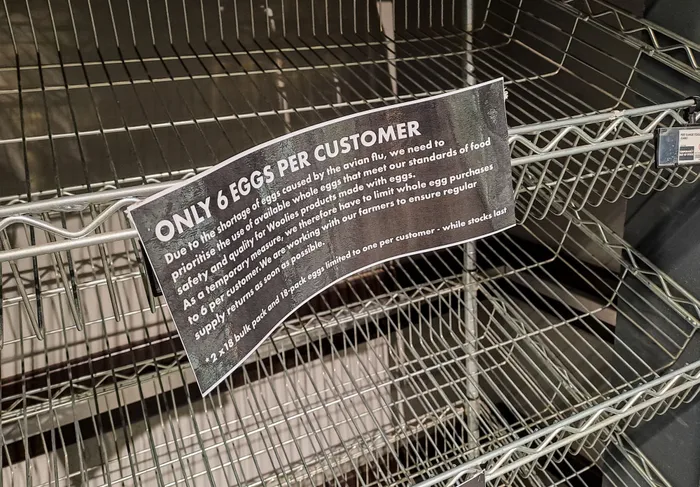 ONLY 6 EGGS PER CUSTOMER
Due to the shortage of eggs caused by the avian flu, we need to
prioritise the use of available whole eggs that meet our standards of food
safety and quality for Woolies products made with eggs.
As a temporary measure, we therefore have to limit whole egg purchases
to 6 per customer.We are working with our farmers to ensure regular
supply returns as soon as possible.
*2 x18 bulk pack and 18-pack eggs limited to one per customer - while stocks last